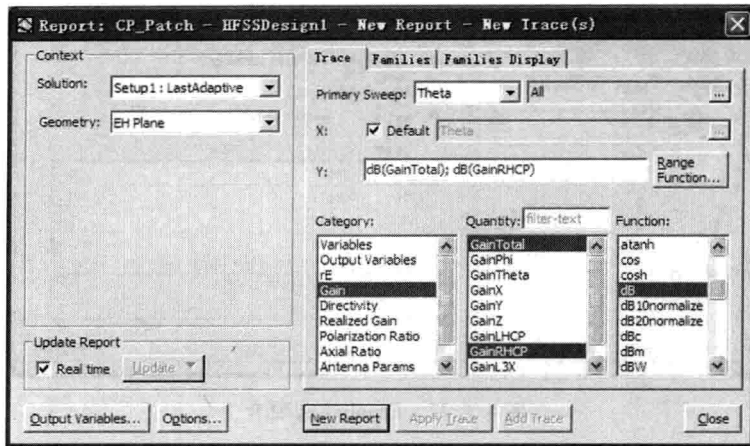 Report: CP_Patch - HFSSDesign1 - New Report - New Trace(s)
Context
Solution: Setup1 : LastAdaptive
Geometry: EH Plane
Update Report
Real time Update
Output Variables... Options...
Trace Families Families Display
Primary Sweep: Theta All ...
X: Default Theta ...
Y: dB(GainTotal); dB(GainRHCP) Range Function...
Category: Quantity: filter-text Function:
Variables GainTotal atanh
Output Variables GainPhi cos
rE GainTheta cosh
Gain GainX dB
Directivity GainY dB10normalize
Realized Gain GainZ dB20normalize
Polarization Ratio GainLHCP dBc
Axial Ratio GainRHCP dBm
Antenna Params GainL3X dBW
New Report Apply Trace Add Trace Close